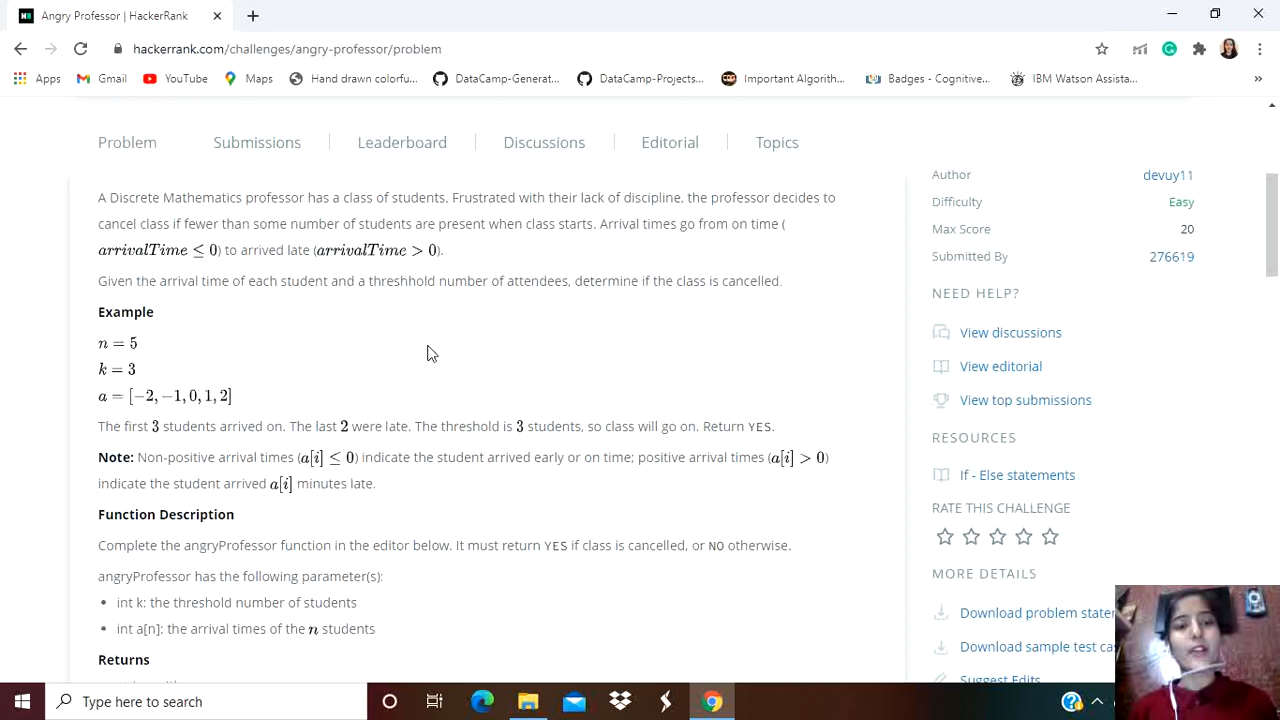 Angry Professor | HackerRank
hackerrank.com/challenges/angry-professor/problem
Apps Gmail YouTube Maps Hand drawn colorfu... DataCamp-Generat... DataCamp-Projects... Important Algorith... Badges - Cognitive... IBM Watson Assista... »
Problem Submissions Leaderboard Discussions Editorial Topics
A Discrete Mathematics professor has a class of students. Frustrated with their lack of discipline, the professor decides to
cancel class if fewer than some number of students are present when class starts. Arrival times go from on time (
arrivalTime ≤ 0) to arrived late (arrivalTime > 0).
Given the arrival time of each student and a threshhold number of attendees, determine if the class is cancelled.
Example
n = 5
k = 3
a = [−2, −1, 0, 1, 2]
The first 3 students arrived on. The last 2 were late. The threshold is 3 students, so class will go on. Return YES.
Note: Non-positive arrival times (a[i] ≤ 0) indicate the student arrived early or on time; positive arrival times (a[i] > 0)
indicate the student arrived a[i] minutes late.
Function Description
Complete the angryProfessor function in the editor below. It must return YES if class is cancelled, or NO otherwise.
angryProfessor has the following parameter(s):
• int k: the threshold number of students
• int a[n]: the arrival times of the n students
Returns
Author devuy11
Difficulty Easy
Max Score 20
Submitted By 276619
NEED HELP?
View discussions
View editorial
View top submissions
RESOURCES
If - Else statements
RATE THIS CHALLENGE
MORE DETAILS
Download problem stater
Download sample test cas
Suggest Edits
Type here to search